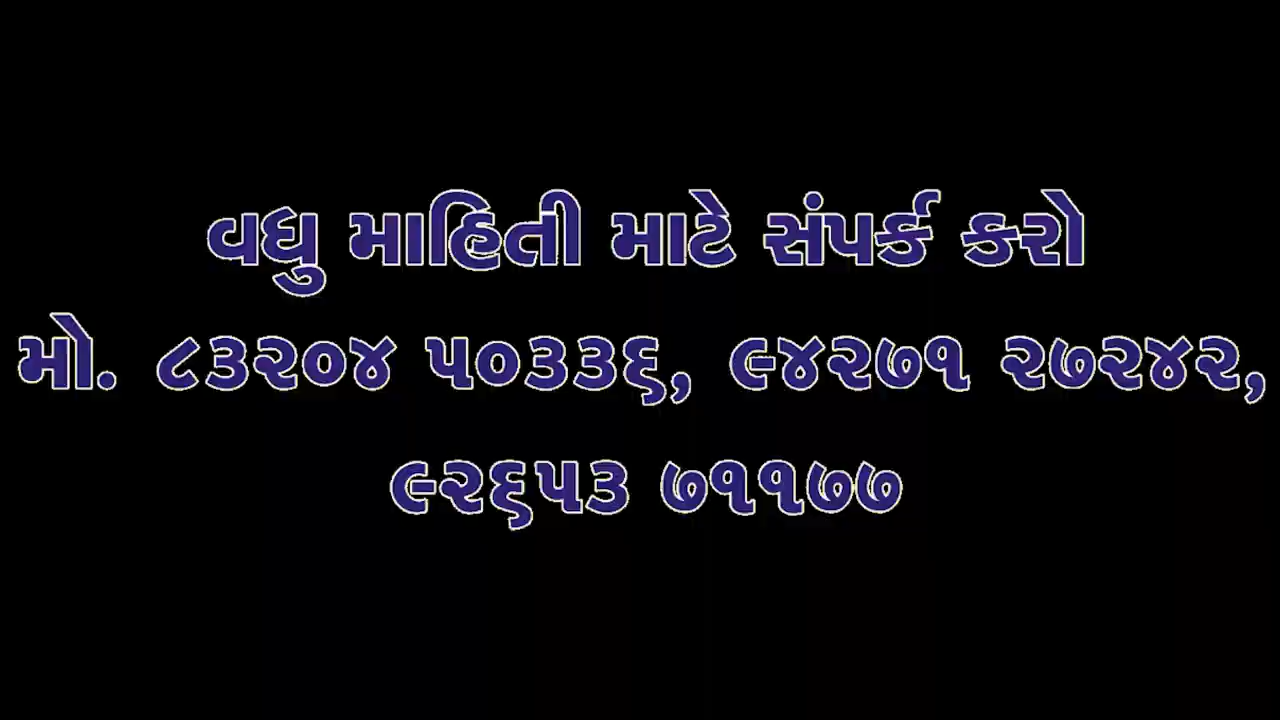 વધુ માહિતી માટે સંપર્ક કરો
મો. ૮૩૨૦૪ ૫૦૩૩૬, ૯૪૨૭૧ ૨૭૨૪૨,
૯૨૬૫૩ ૭૧૧૭૭